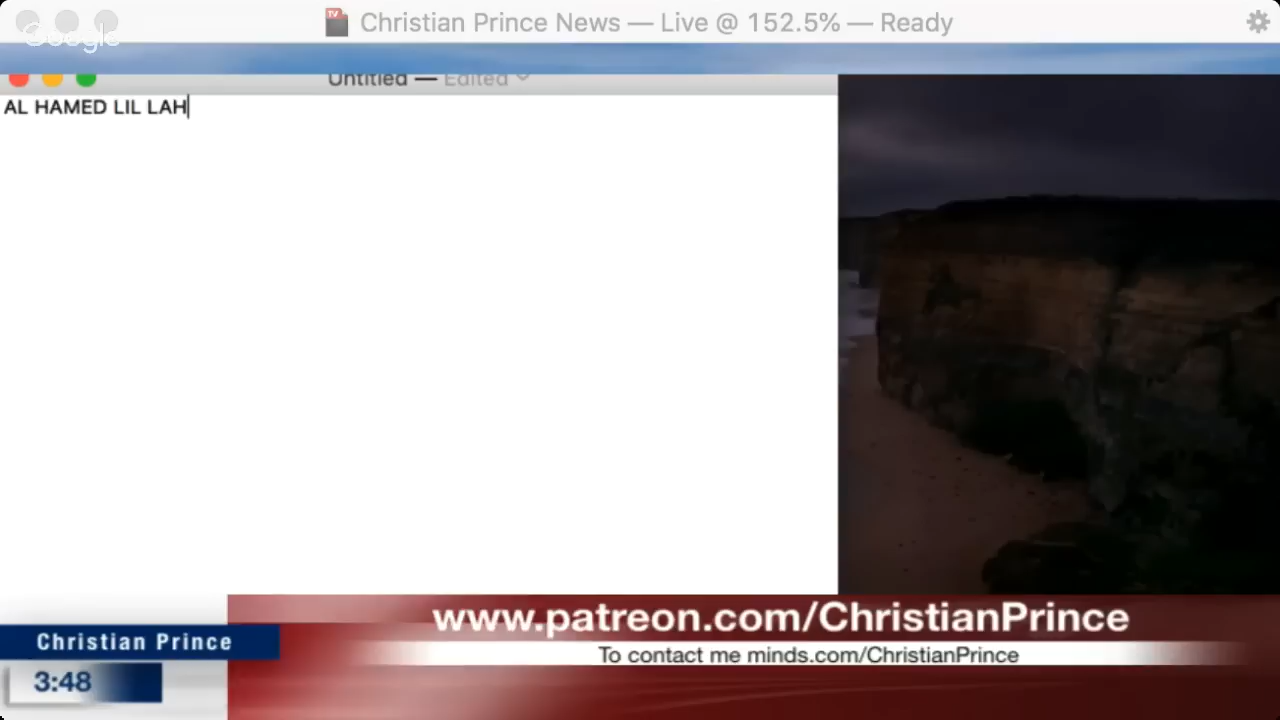 Christian Prince News — Live @ 152.5% — Ready
Google
Untitled — Edited
AL HAMED LIL LAH
www.patreon.com/ChristianPrince
Christian Prince
To contact me minds.com/ChristianPrince
3:48